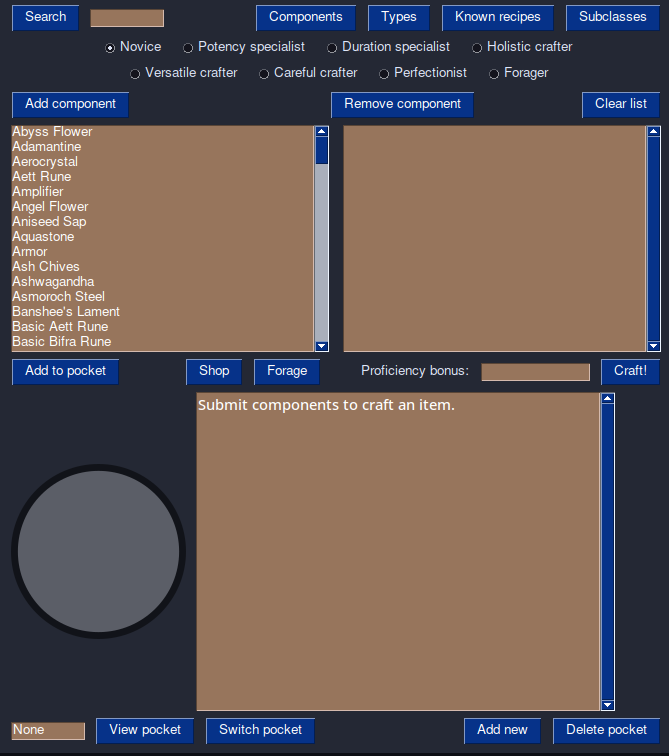 Search Components Types Known recipes Subclasses
Novice Potency specialist Duration specialist Holistic crafter
Versatile crafter Careful crafter Perfectionist Forager
Add component Remove component Clear list
Abyss Flower
Adamantine
Aerocrystal
Aett Rune
Amplifier
Angel Flower
Aniseed Sap
Aquastone
Armor
Ash Chives
Ashwagandha
Asmoroch Steel
Banshee's Lament
Basic Aett Rune
Basic Bifra Rune
Add to pocket Shop Forage Proficiency bonus: Craft!
Submit components to craft an item.
None View pocket Switch pocket Add new Delete pocket